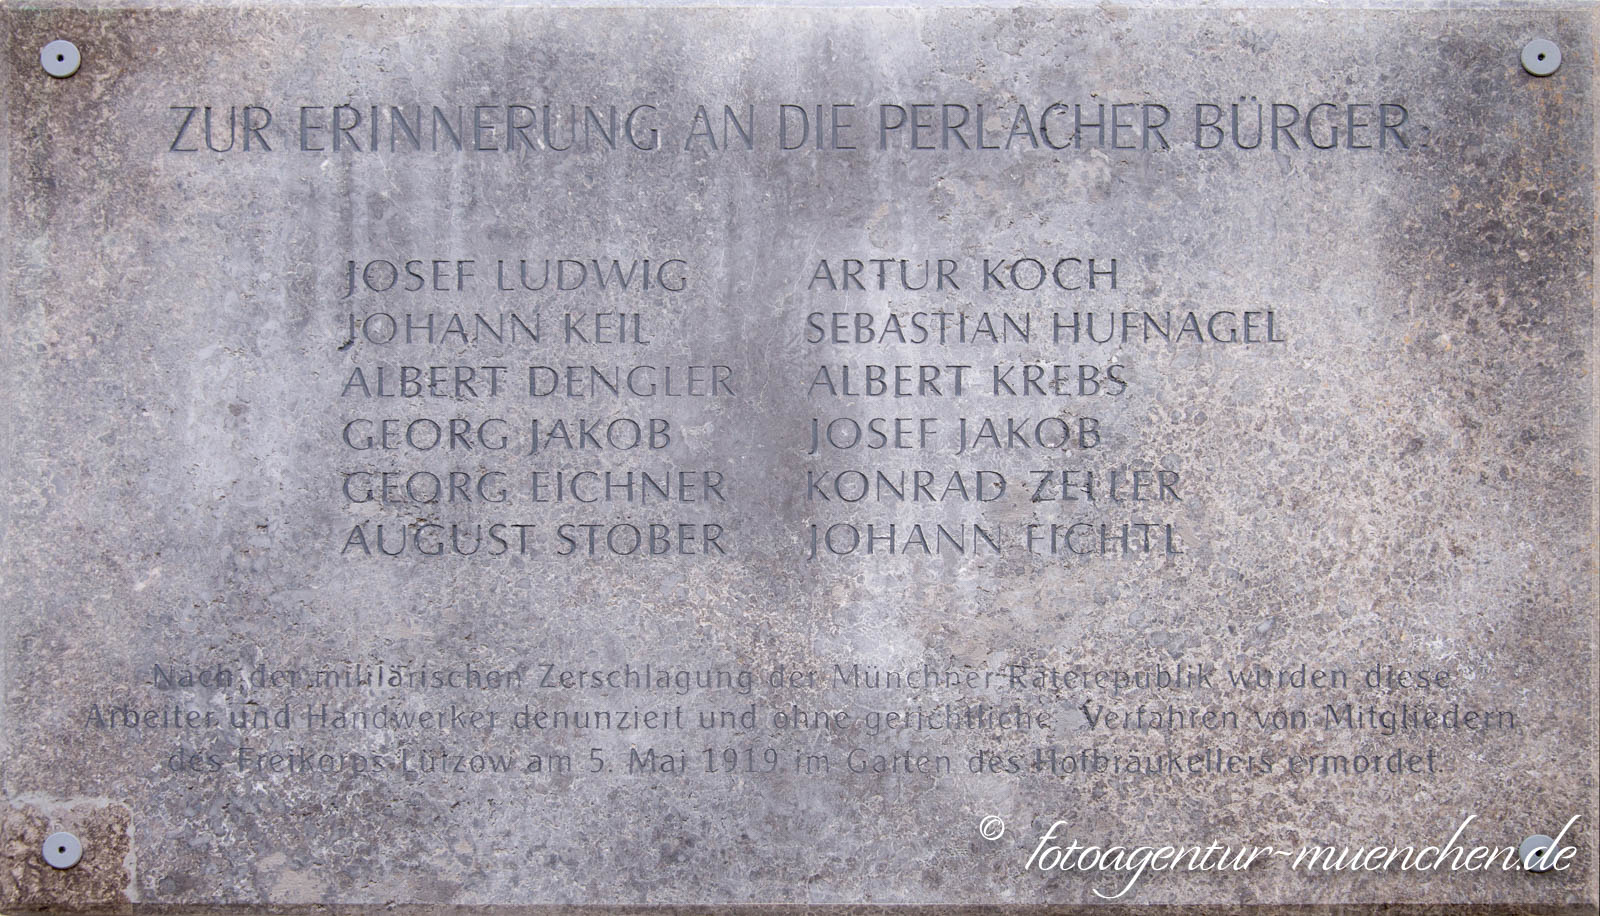 ZUR ERINNERUNG AN DIE PERLACHER BÜRGER:
JOSEF LUDWIG
JOHANN KEIL
ALBERT DENGLER
GEORG JAKOB
GEORG EICHNER
AUGUST STÖBER
ARTUR KOCH
SEBASTIAN HUFNAGEL
ALBERT KREBS
JOSEF JAKOB
KONRAD ZELLER
JOHANN FICHTL
Nach der militärischen Zerschlagung der Münchner Räterepublik wurden diese
Arbeiter und Handwerker denunziert und ohne gerichtliche Verfahren von Mitgliedern
des Freikorps Lützow am 5. Mai 1919 im Garten des Hofbräukellers ermordet.
© fotoagentur-muenchen.de